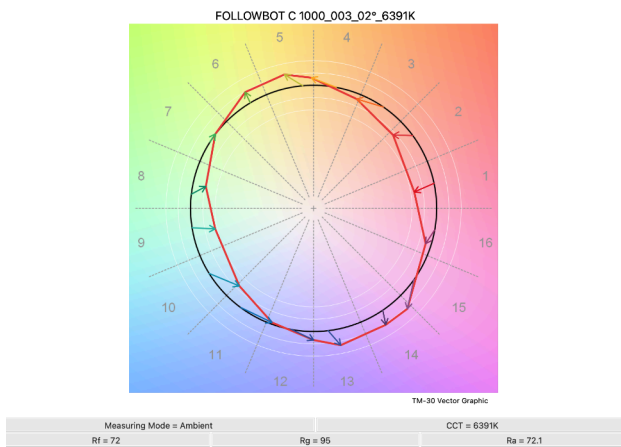 FOLLOWBOT C 1000_003_02°_6391K
5 4
6 3
7 2
8 1
9 16
10 15
11 14
12 13
TM-30 Vector Graphic
Measuring Mode = Ambient CCT = 6391K
Rf = 72 Rg = 95 Ra = 72.1